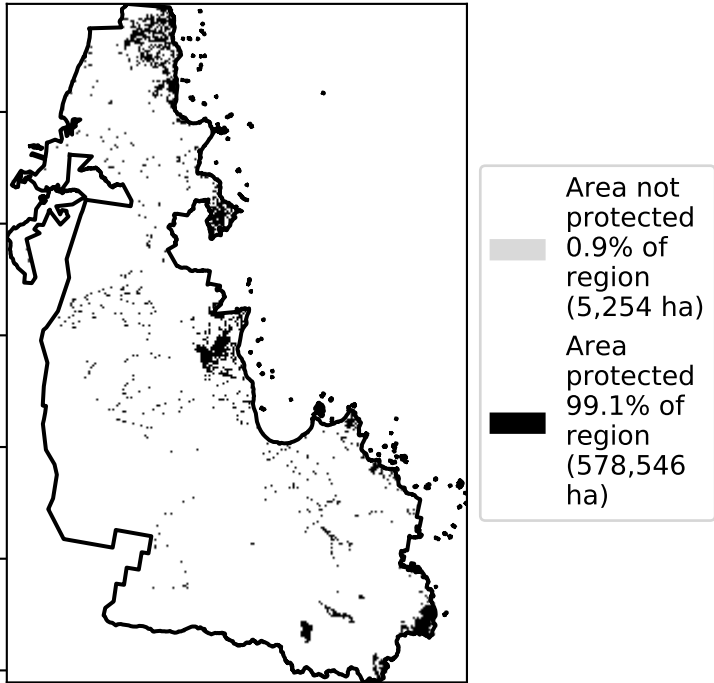 Area not
protected
0.9% of
region
(5,254 ha)
Area
protected
99.1% of
region
(578,546
ha)